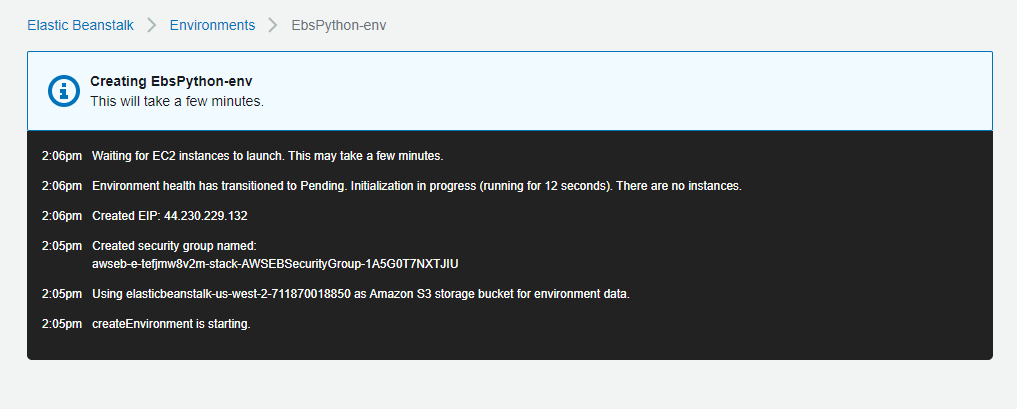 Elastic Beanstalk > Environments > EbsPython-env
Creating EbsPython-env
This will take a few minutes.
2:06pm Waiting for EC2 instances to launch. This may take a few minutes.
2:06pm Environment health has transitioned to Pending. Initialization in progress (running for 12 seconds). There are no instances.
2:06pm Created EIP: 44.230.229.132
2:05pm Created security group named:
awseb-e-tefjmw8v2m-stack-AWSEBSecurityGroup-1A5G0T7NXTJIU
2:05pm Using elasticbeanstalk-us-west-2-711870018850 as Amazon S3 storage bucket for environment data.
2:05pm createEnvironment is starting.